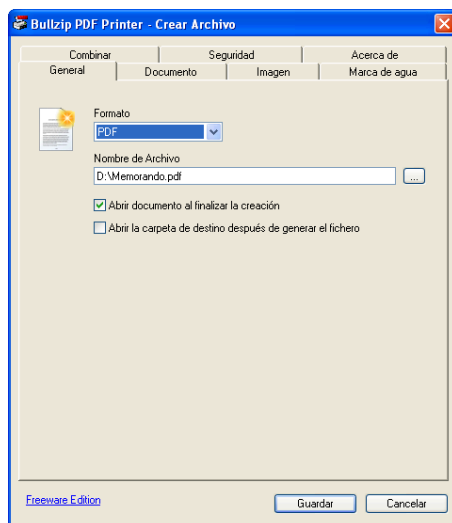 Bullzip PDF Printer - Crear Archivo
Combinar Seguridad Acerca de
General Documento Imagen Marca de agua
Formato
PDF
Nombre de Archivo
D:\Memorando.pdf ...
Abrir documento al finalizar la creación
Abrir la carpeta de destino después de generar el fichero
Freeware Edition Guardar Cancelar